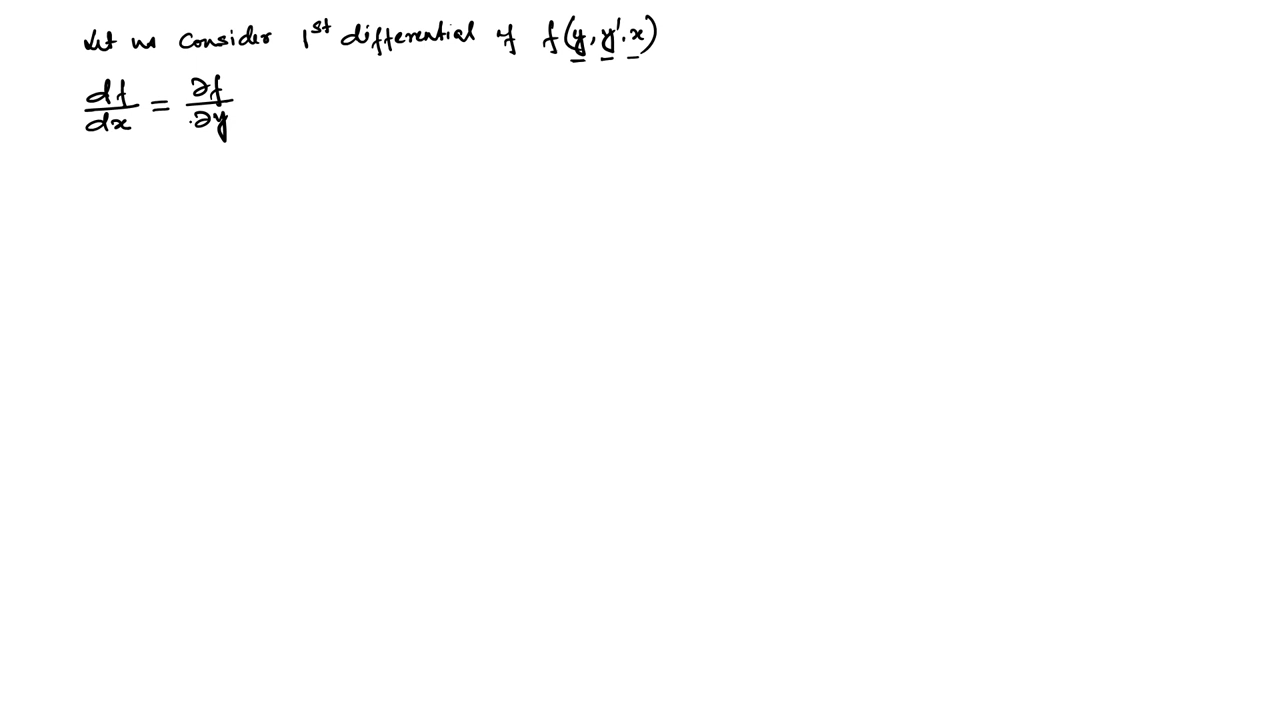 Let us consider 1st differential of f(y, y'. x)
df/dx = ∂f/∂y